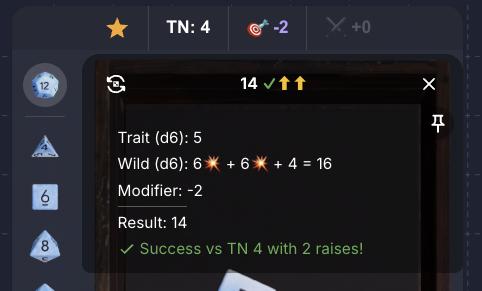 TN: 4
-2
+0
12
14 ✓
4
6
8
Trait (d6): 5
Wild (d6): 6💥 + 6💥 + 4 = 16
Modifier: -2
Result: 14
✓ Success vs TN 4 with 2 raises!